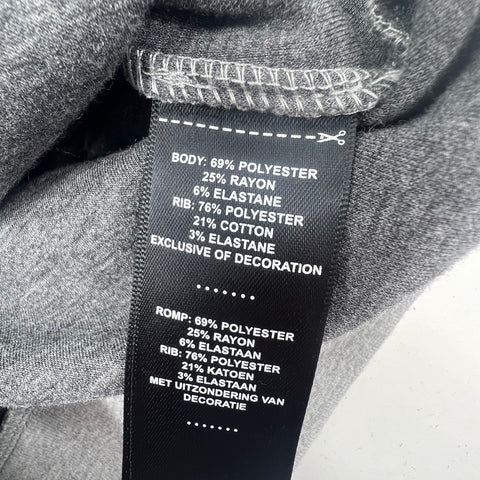 BODY: 69% POLYESTER
25% RAYON
6% ELASTANE
RIB: 76% POLYESTER
21% COTTON
3% ELASTANE
EXCLUSIVE OF DECORATION
ROMP: 69% POLYESTER
25% RAYON
6% ELASTAAN
RIB: 76% POLYESTER
21% KATOEN
3% ELASTAAN
MET UITZONDERING VAN
DECORATIE